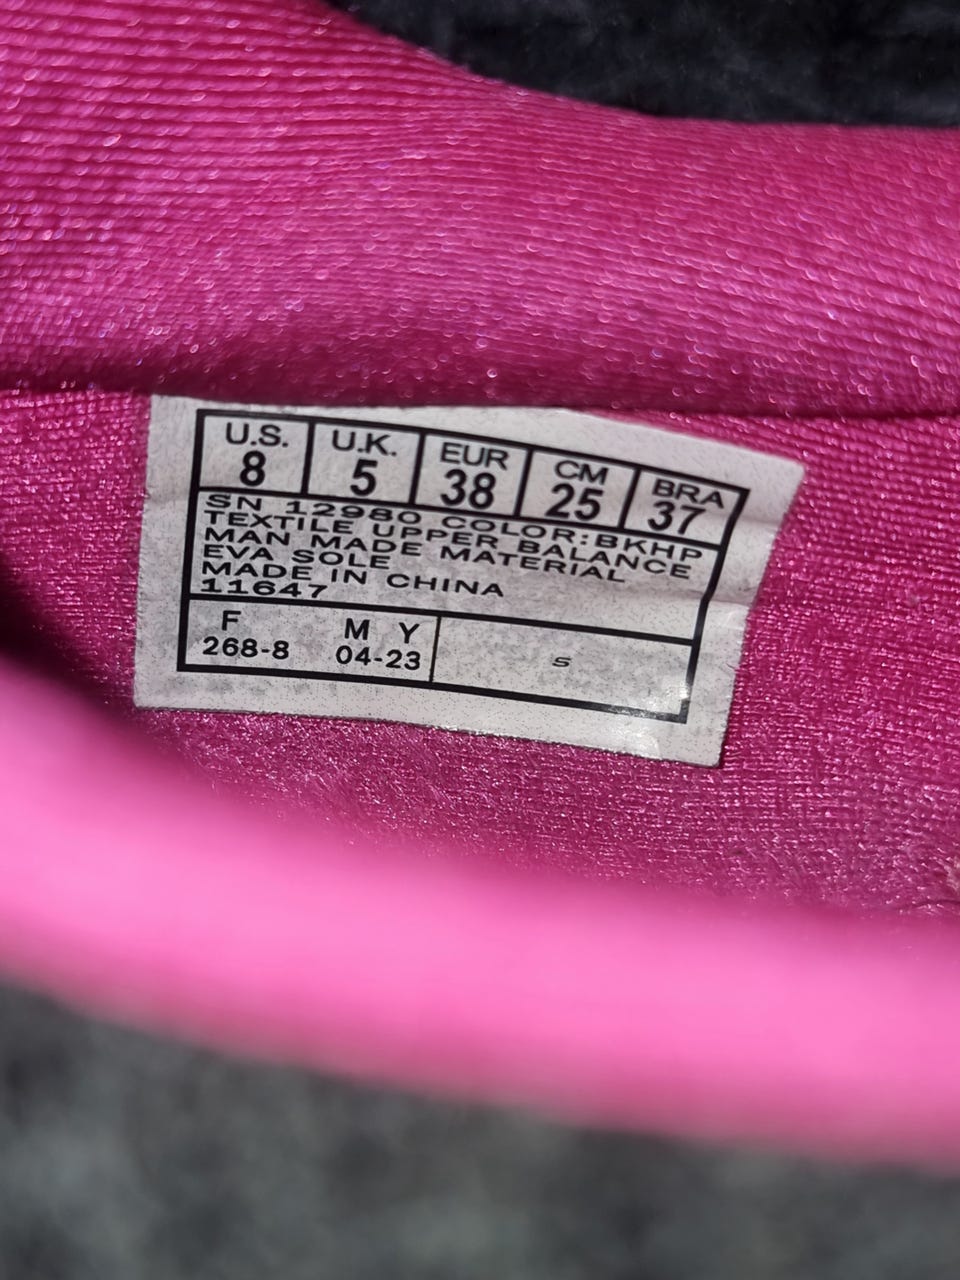 U.S. U.K. EUR CM BRA
8 5 38 25 37
SN 12980 COLOR:BKHP
TEXTILE UPPER BALANCE
MAN MADE MATERIAL
EVA SOLE
MADE IN CHINA
11647
F M Y
268-8 04-23 S